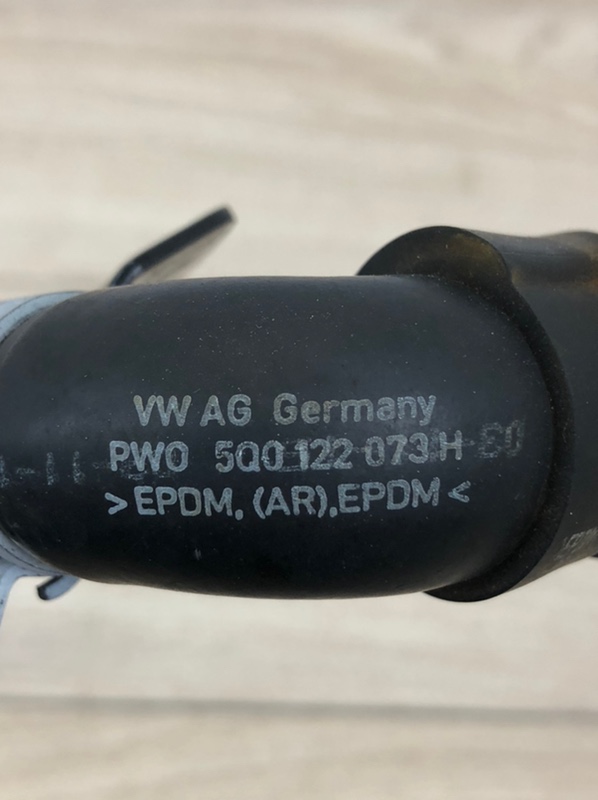 VW AG Germany
PWO 5Q0 122 073 H
>EPDM, (AR),EPDM<